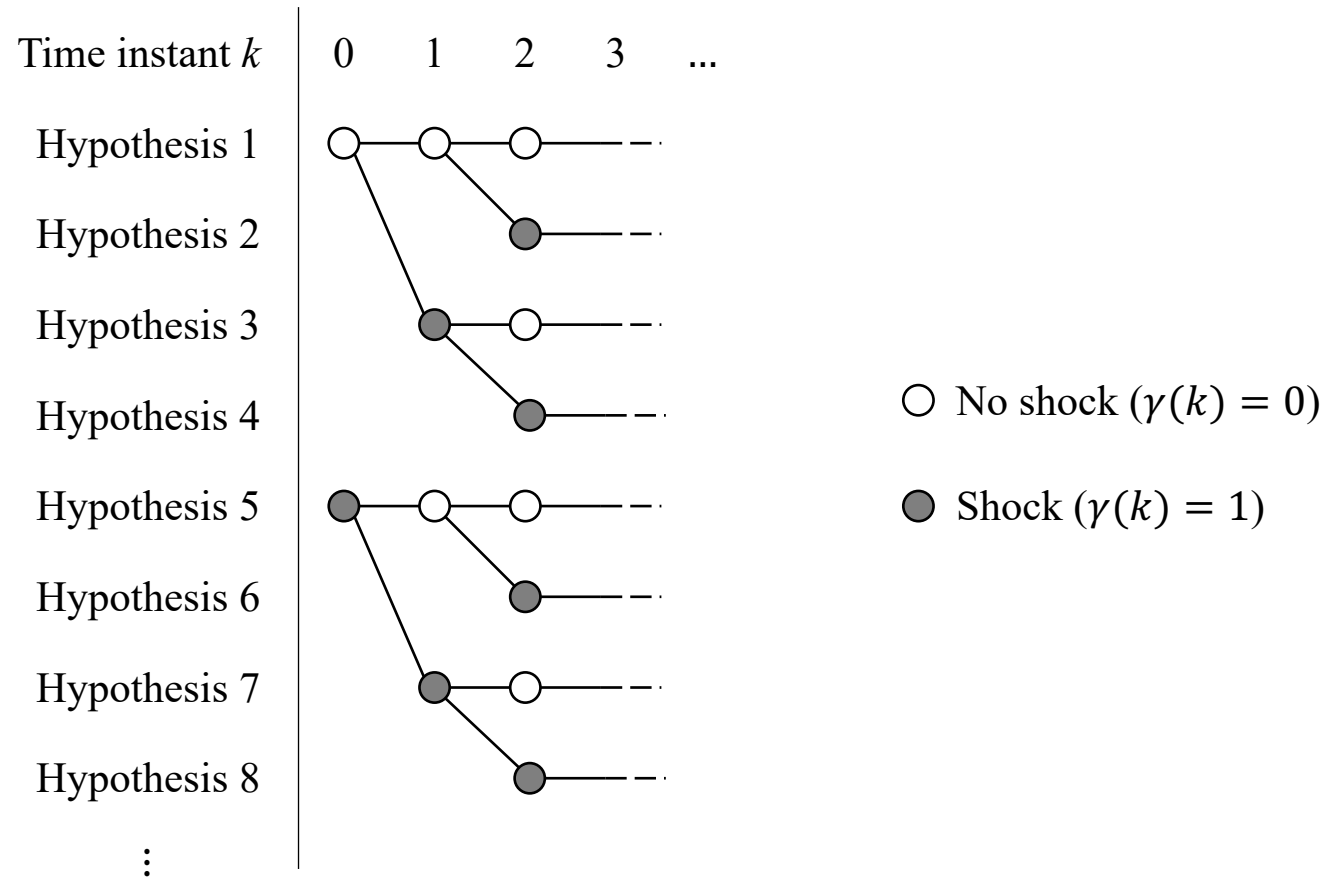 Time instant k 0 1 2 3 ...
Hypothesis 1
Hypothesis 2
Hypothesis 3
Hypothesis 4
Hypothesis 5
Hypothesis 6
Hypothesis 7
Hypothesis 8
⋮
No shock (γ(k) = 0)
Shock (γ(k) = 1)